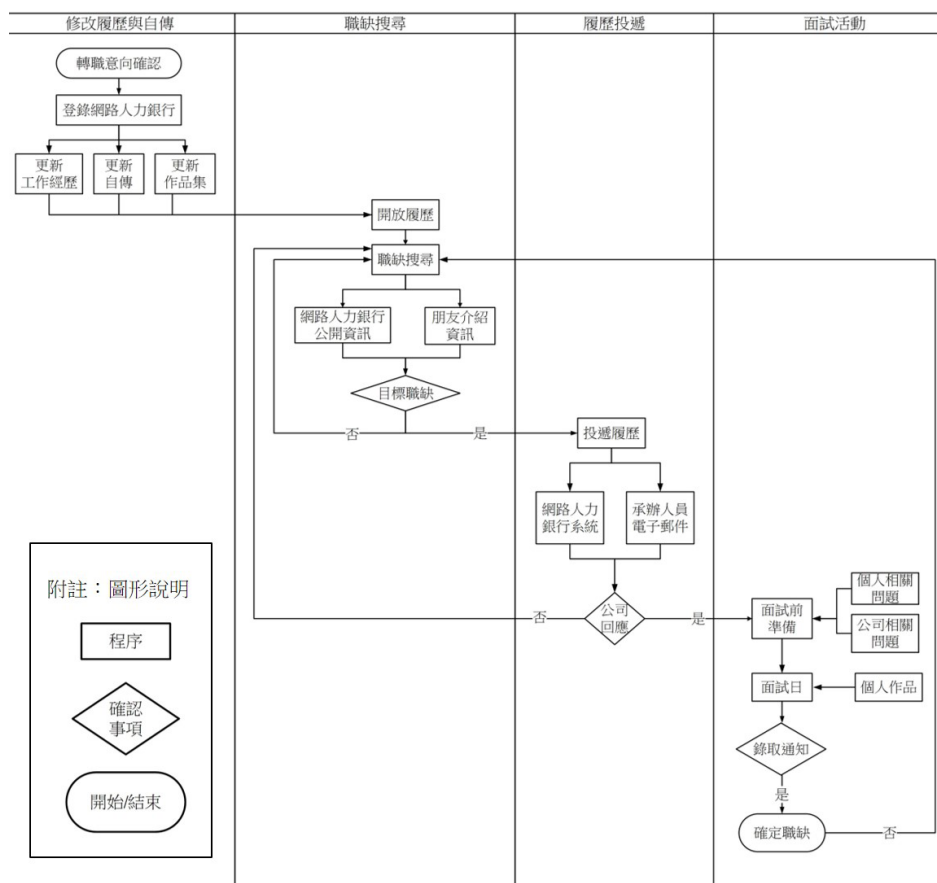 修改履歷與自傳
職缺搜尋
履歷投遞
面試活動
轉職意向確認
登錄網路人力銀行
更新
工作經歷
更新
自傳
更新
作品集
開放履歷
職缺搜尋
網路人力銀行
公開資訊
朋友介紹
資訊
目標職缺
否
是
投遞履歷
網路人力
銀行系統
承辦人員
電子郵件
公司
回應
否
是
面試前
準備
個人相關
問題
公司相關
問題
面試日
個人作品
錄取通知
是
確定職缺
否
附註：圖形說明
程序
確認
事項
開始/結束